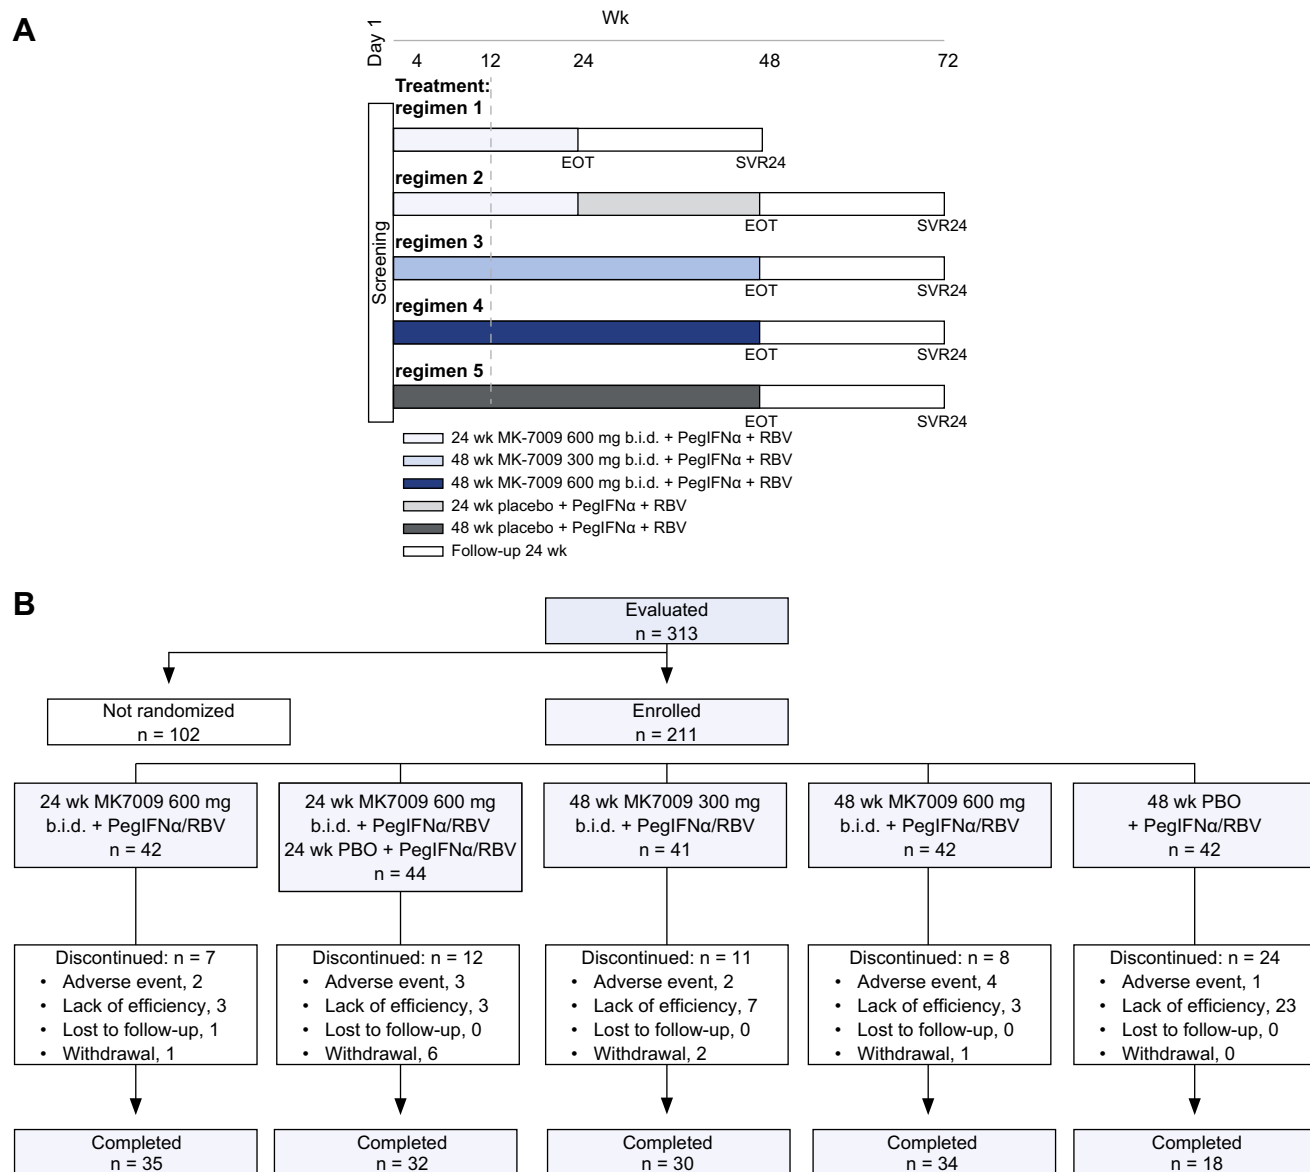 A
Wk
Day 1
4 12 24 48 72
Treatment:
regimen 1
EOT SVR24
regimen 2
EOT SVR24
regimen 3
EOT SVR24
regimen 4
EOT SVR24
regimen 5
EOT SVR24
Screening
24 wk MK-7009 600 mg b.i.d. + PegIFNα + RBV
48 wk MK-7009 300 mg b.i.d. + PegIFNα + RBV
48 wk MK-7009 600 mg b.i.d. + PegIFNα + RBV
24 wk placebo + PegIFNα + RBV
48 wk placebo + PegIFNα + RBV
Follow-up 24 wk
B
Evaluated
n = 313
Not randomized
n = 102
Enrolled
n = 211
24 wk MK7009 600 mg
b.i.d. + PegIFNα/RBV
n = 42
24 wk MK7009 600 mg
b.i.d. + PegIFNα/RBV
24 wk PBO + PegIFNα/RBV
n = 44
48 wk MK7009 300 mg
b.i.d. + PegIFNα/RBV
n = 41
48 wk MK7009 600 mg
b.i.d. + PegIFNα/RBV
n = 42
48 wk PBO
+ PegIFNα/RBV
n = 42
Discontinued: n = 7
• Adverse event, 2
• Lack of efficiency, 3
• Lost to follow-up, 1
• Withdrawal, 1
Discontinued: n = 12
• Adverse event, 3
• Lack of efficiency, 3
• Lost to follow-up, 0
• Withdrawal, 6
Discontinued: n = 11
• Adverse event, 2
• Lack of efficiency, 7
• Lost to follow-up, 0
• Withdrawal, 2
Discontinued: n = 8
• Adverse event, 4
• Lack of efficiency, 3
• Lost to follow-up, 0
• Withdrawal, 1
Discontinued: n = 24
• Adverse event, 1
• Lack of efficiency, 23
• Lost to follow-up, 0
• Withdrawal, 0
Completed
n = 35
Completed
n = 32
Completed
n = 30
Completed
n = 34
Completed
n = 18